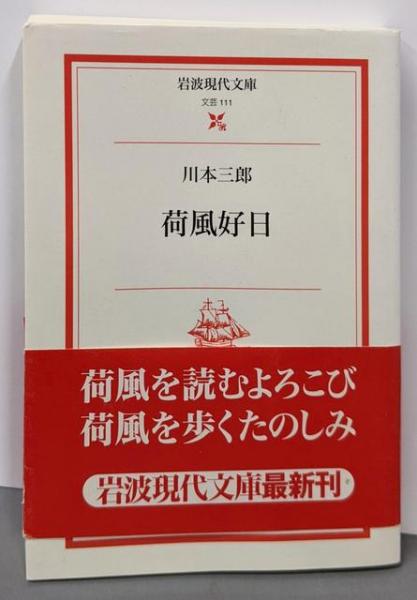 岩波現代文庫
文芸 111
川本三郎
荷風好日
荷風を読むよろこび
荷風を歩くたのしみ
岩波現代文庫最新刊